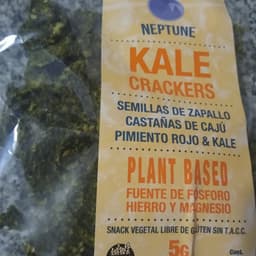 NEPTUNE
KALE
CRACKERS
SEMILLAS DE ZAPALLO
CASTAÑAS DE CAJÚ
PIMIENTO ROJO & KALE
PLANT BASED
FUENTE DE FÓSFORO
HIERRO Y MAGNESIO
SNACK VEGETAL LIBRE DE GLUTEN SIN T.A.C.C.
5G